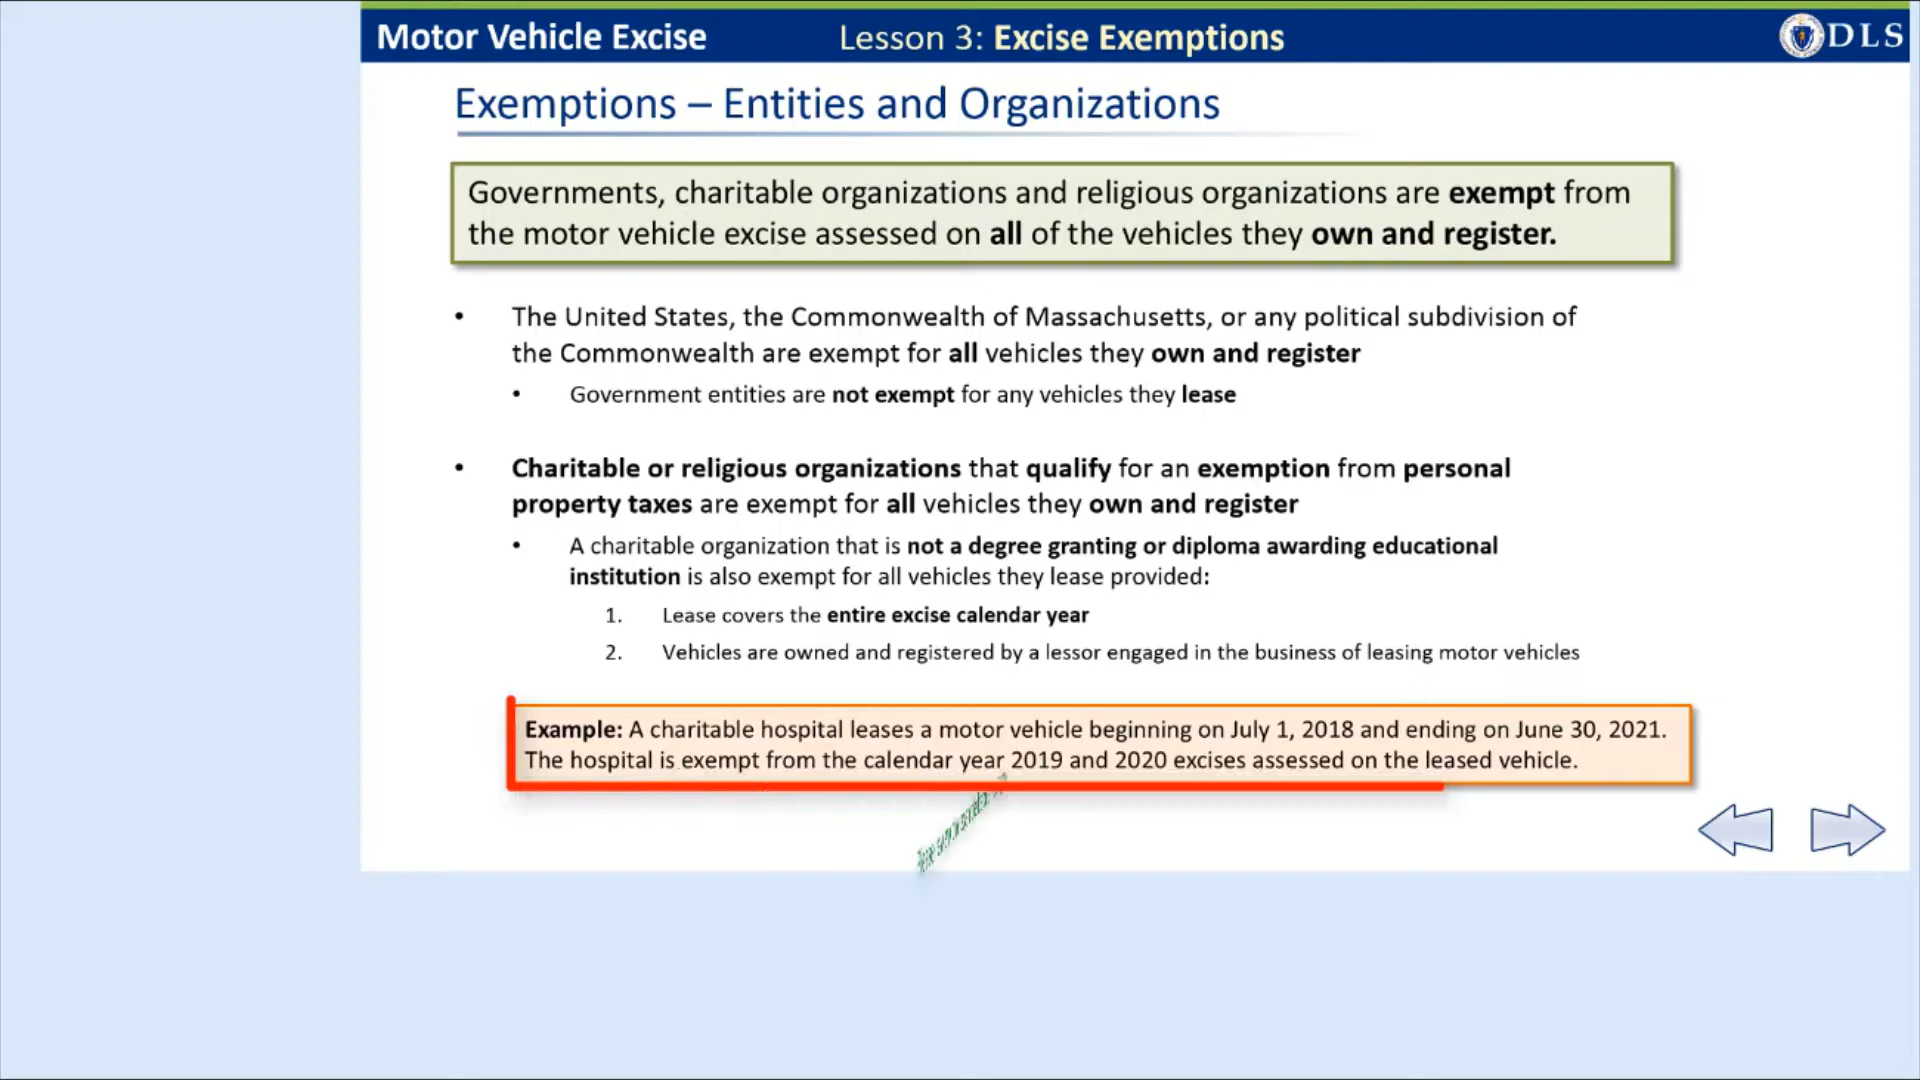 Motor Vehicle Excise
Lesson 3: Excise Exemptions
DLS
Exemptions – Entities and Organizations
Governments, charitable organizations and religious organizations are exempt from
the motor vehicle excise assessed on all of the vehicles they own and register.
• The United States, the Commonwealth of Massachusetts, or any political subdivision of
the Commonwealth are exempt for all vehicles they own and register
• Government entities are not exempt for any vehicles they lease
• Charitable or religious organizations that qualify for an exemption from personal
property taxes are exempt for all vehicles they own and register
• A charitable organization that is not a degree granting or diploma awarding educational
institution is also exempt for all vehicles they lease provided:
1. Lease covers the entire excise calendar year
2. Vehicles are owned and registered by a lessor engaged in the business of leasing motor vehicles
Example: A charitable hospital leases a motor vehicle beginning on July 1, 2018 and ending on June 30, 2021.
The hospital is exempt from the calendar year 2019 and 2020 excises assessed on the leased vehicle.